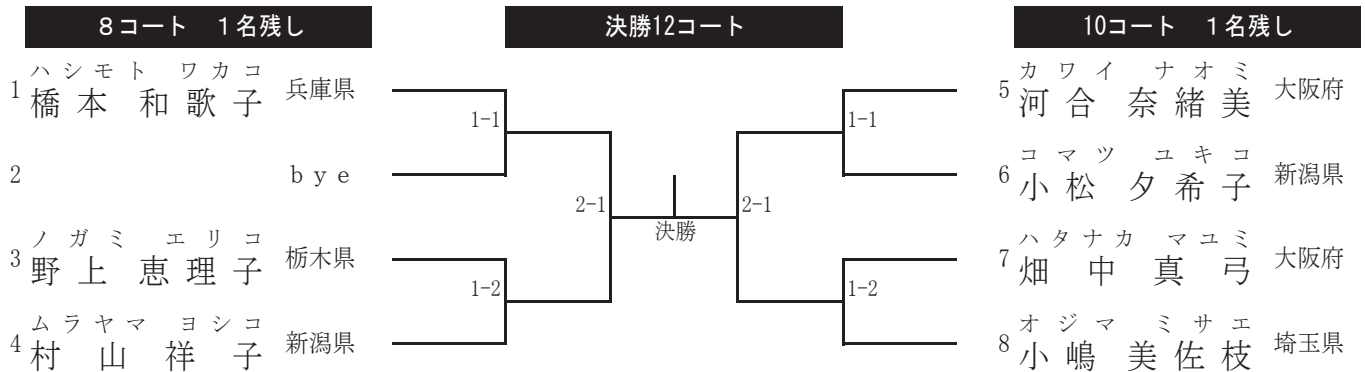 ８コート　１名残し
決勝12コート
10コート　１名残し
ハシモト　ワカコ
1 橋本　和歌子　兵庫県
2　ｂｙｅ
ノガミ　エリコ
3 野上　恵理子　栃木県
ムラヤマ　ヨシコ
4 村山　祥子　新潟県
1-1
1-2
2-1
決勝
2-1
1-1
1-2
カワイ　ナオミ
5 河合　奈緒美　大阪府
コマツ　ユキコ
6 小松　夕希子　新潟県
ハタナカ　マユミ
7 畑中　真弓　大阪府
オジマ　ミサエ
8 小嶋　美佐枝　埼玉県